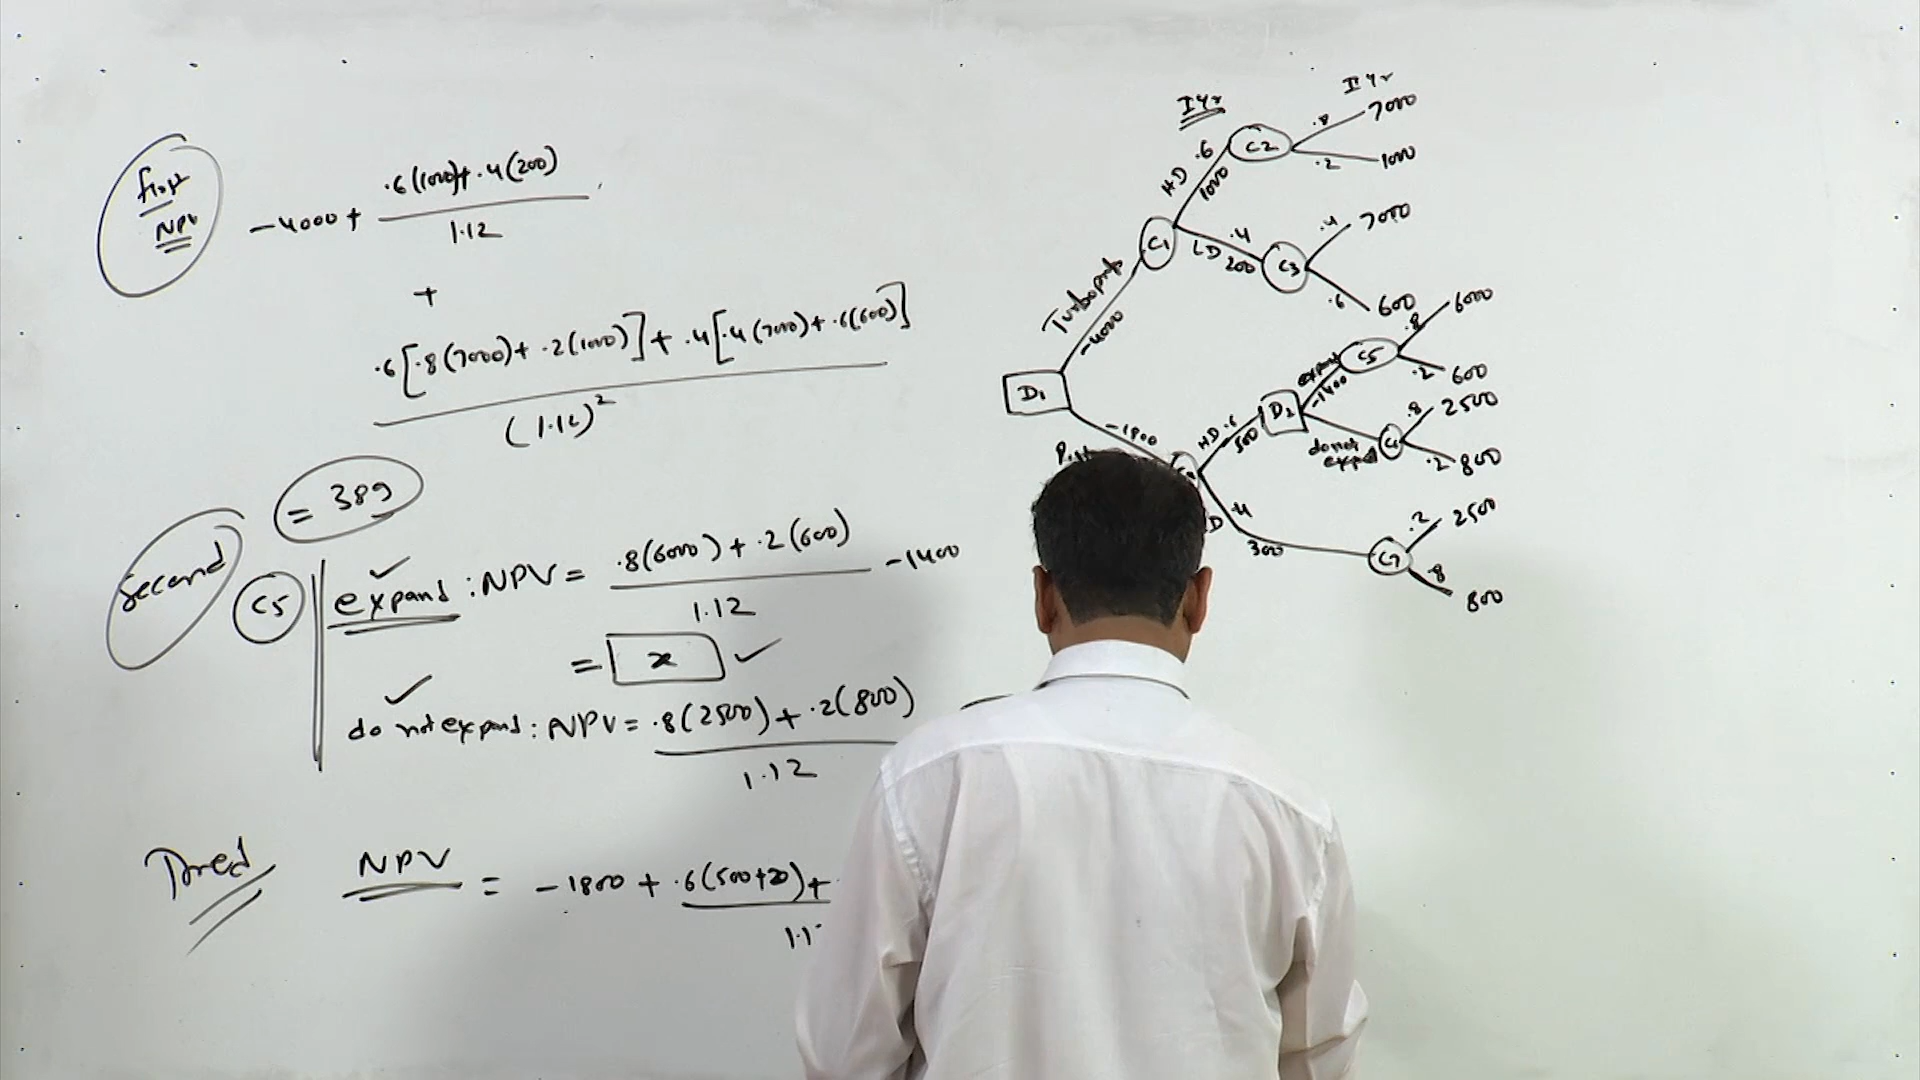 first
NPV
-4000 + .6(1000)+.4(200)
1.12
+
.6[.8(7000)+.2(1000)]+.4[.4(7000)+.6(600)]
(1.12)²
= 389
Second
C5
expand : NPV = .8(6000)+.2(600) -1400
1.12
= x ✓
do not expand : NPV = .8(2500)+.2(800)
1.12
NPV = -1800 + .6(500+x)+
1.1
I Yr
II Yr
HD .6
1000
C2
.8 7000
.2 1000
C1
LD .4
200
C3
.4 7000
.6 600
Turboprop
-4000
D1
-1800
HD .6
500
D2
expand
-1400
C5
.8 6000
.2 600
do not
expand
C6
.8 2500
.2 800
D .4
300
C7
.2 2500
.8 800